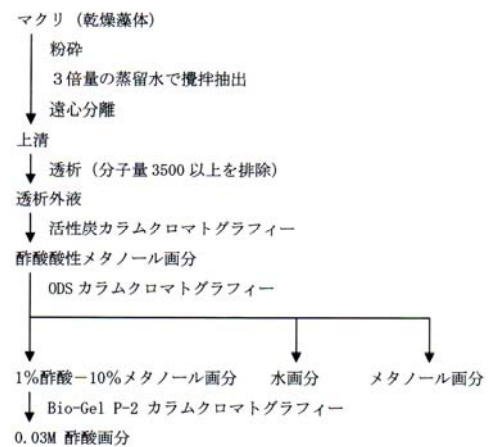 マクリ（乾燥藻体）
粉砕
３倍量の蒸留水で攪拌抽出
遠心分離
上清
透析（分子量 3500 以上を排除）
透析外液
活性炭カラムクロマトグラフィー
酢酸酸性メタノール画分
ODS カラムクロマトグラフィー
1%酢酸－10%メタノール画分 水画分 メタノール画分
Bio-Gel P-2 カラムクロマトグラフィー
0.03M 酢酸画分